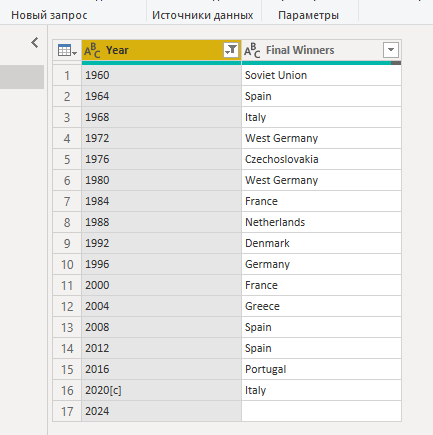 Новый запрос Источники данных Параметры
ABC Year ABC Final Winners
1 1960 Soviet Union
2 1964 Spain
3 1968 Italy
4 1972 West Germany
5 1976 Czechoslovakia
6 1980 West Germany
7 1984 France
8 1988 Netherlands
9 1992 Denmark
10 1996 Germany
11 2000 France
12 2004 Greece
13 2008 Spain
14 2012 Spain
15 2016 Portugal
16 2020[c] Italy
17 2024